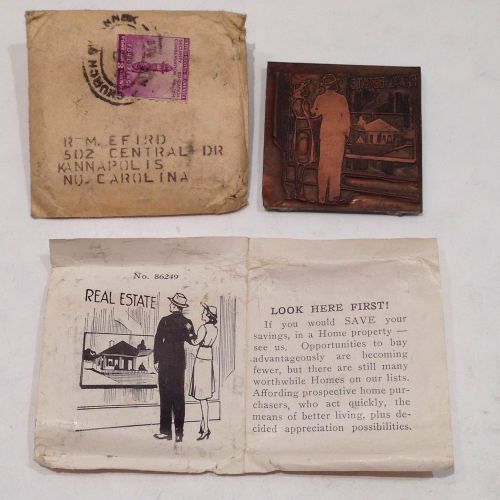 CHURCH ST ANNEX
R M. EFIRD
502 CENTRAL DR
KANNAPOLIS
NO. CAROLINA
No. 86249
REAL ESTATE
LOOK HERE FIRST!
If you would SAVE your
savings, in a Home property —
see us. Opportunities to buy
advantageously are becoming
fewer, but there are still many
worthwhile Homes on our lists.
Affording prospective home pur-
chasers, who act quickly, the
means of better living, plus de-
cided appreciation possibilities.